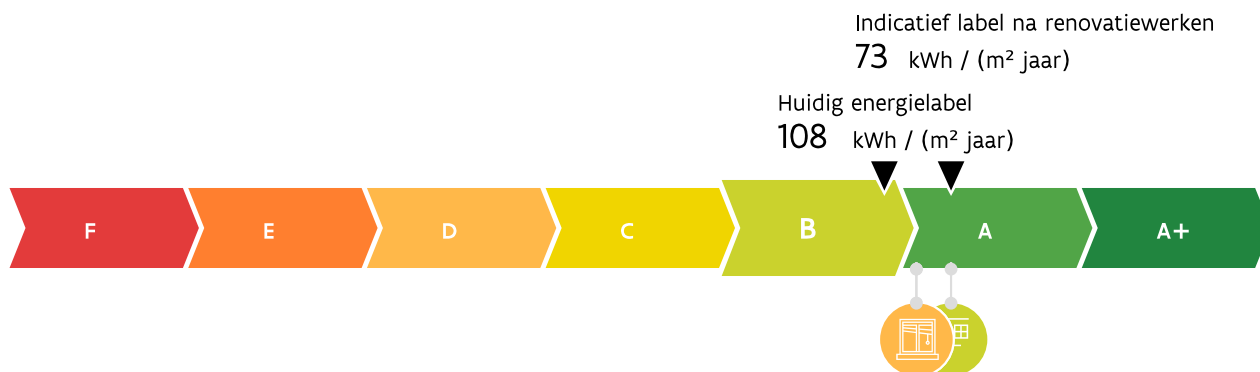 Indicatief label na renovatiewerken
73 kWh / (m² jaar)
Huidig energielabel
108 kWh / (m² jaar)
F E D C B A A+